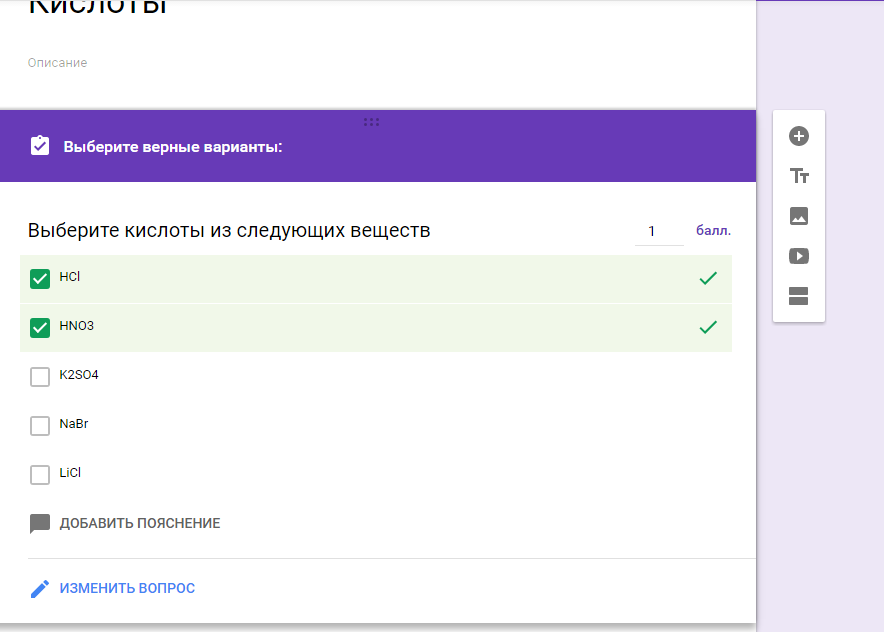 Кислоты
Описание
Выберите верные варианты:
Выберите кислоты из следующих веществ
1 балл.
HCl
HNO3
K2SO4
NaBr
LiCl
ДОБАВИТЬ ПОЯСНЕНИЕ
ИЗМЕНИТЬ ВОПРОС